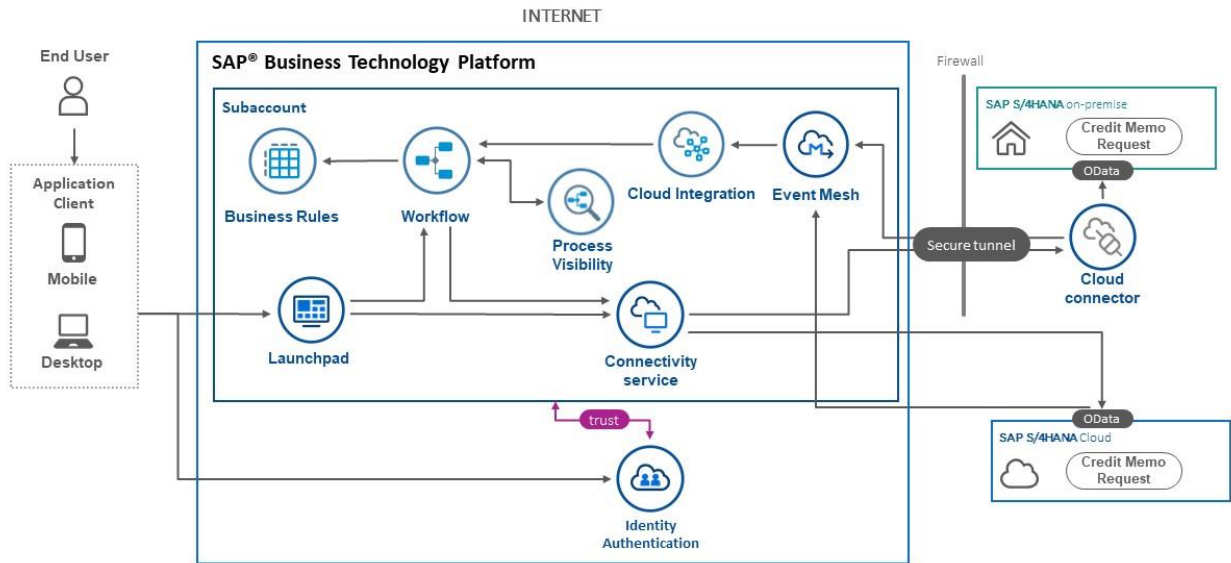 INTERNET
End User
Application
Client
Mobile
Desktop
SAP® Business Technology Platform
Subaccount
Business Rules
Workflow
Process
Visibility
Cloud Integration
Event Mesh
Launchpad
Connectivity
service
trust
Identity
Authentication
Firewall
Secure tunnel
SAP S/4HANA on-premise
Credit Memo
Request
OData
Cloud
connector
OData
SAP S/4HANA Cloud
Credit Memo
Request